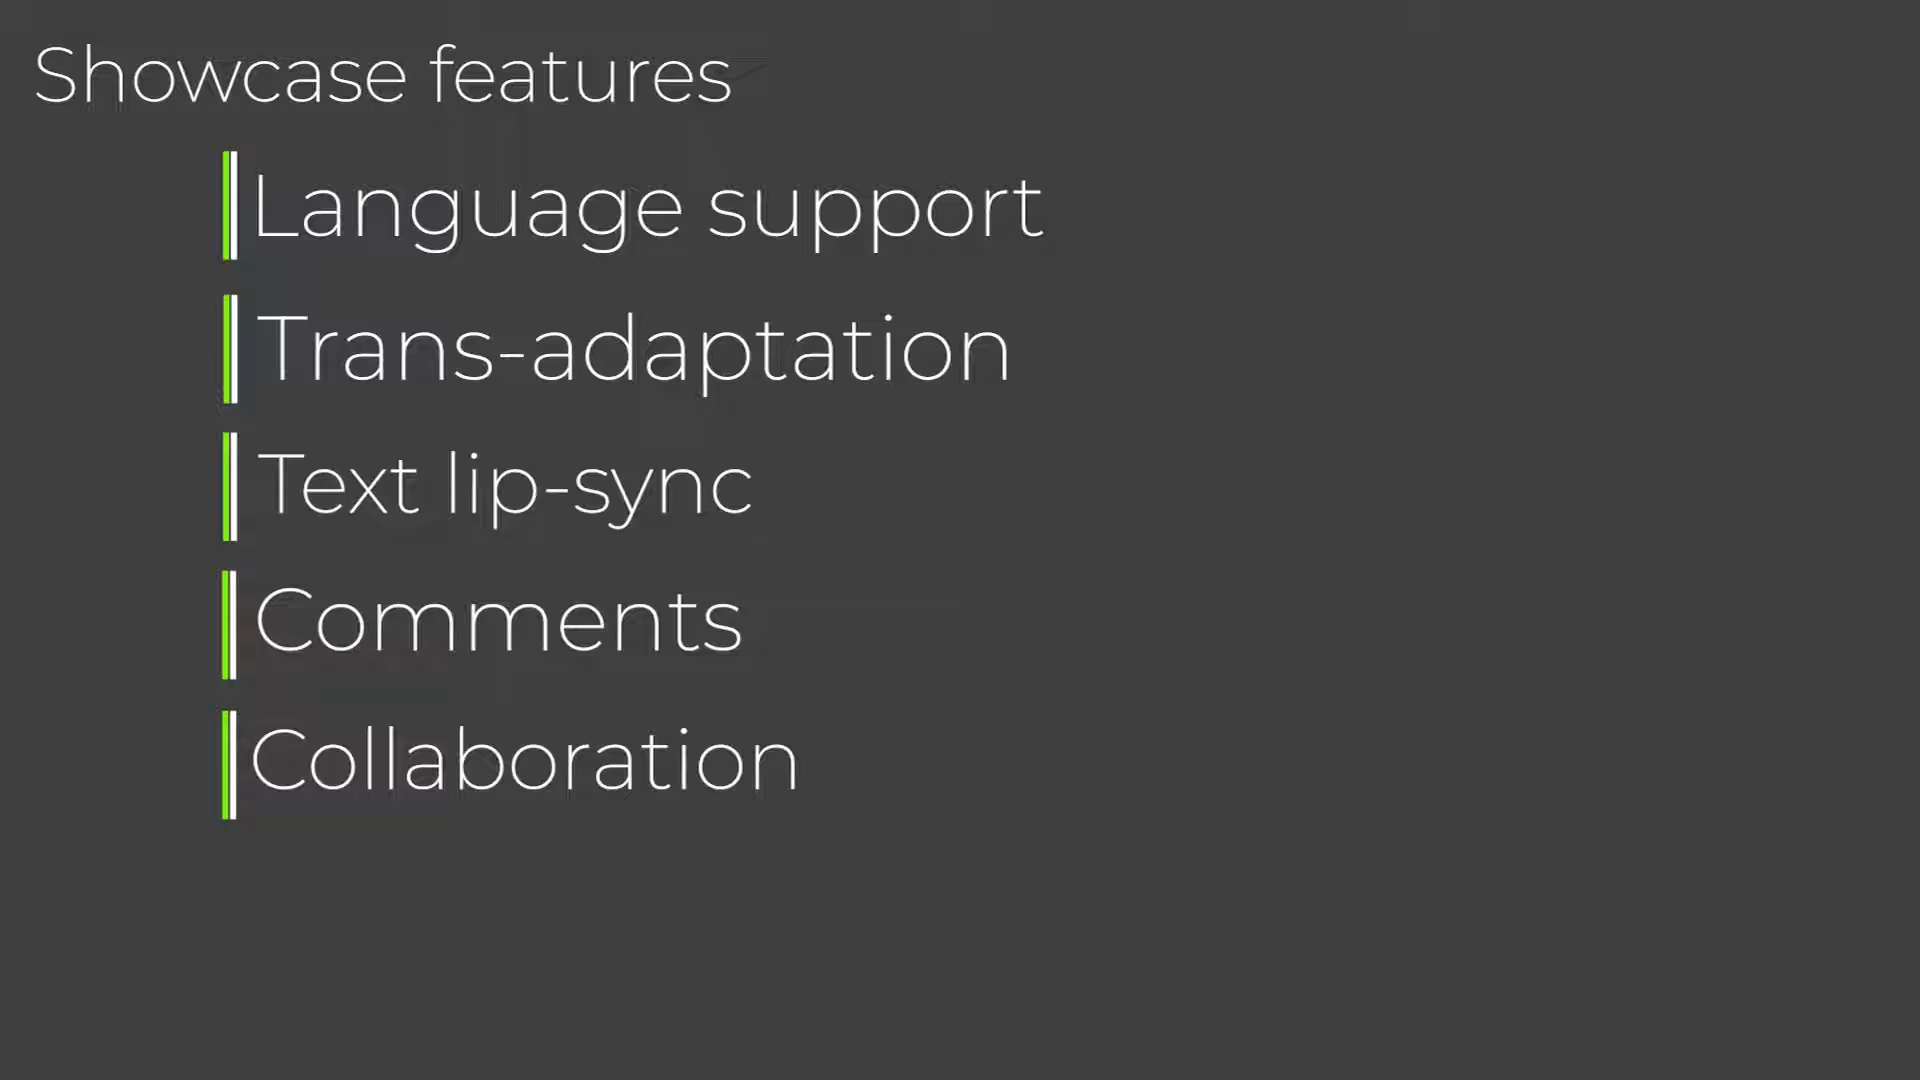 Showcase features
Language support
Trans-adaptation
Text lip-sync
Comments
Collaboration